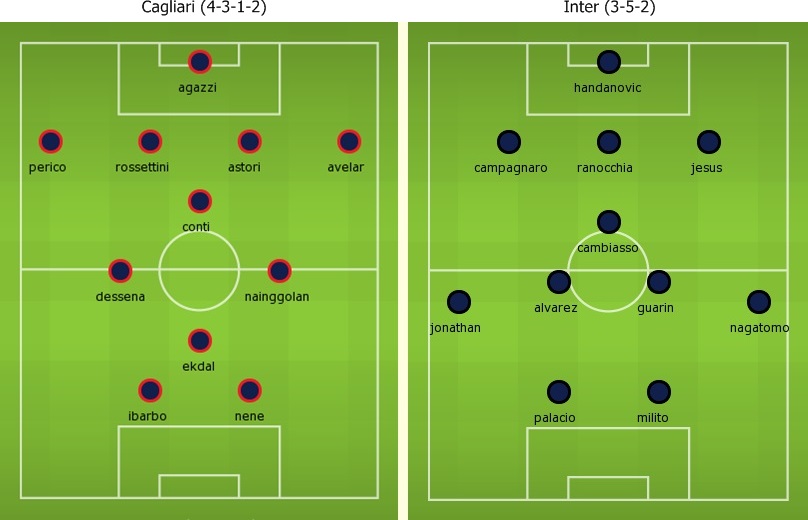 Cagliari (4-3-1-2)
agazzi
perico rossettini astori avelar
conti
dessena nainggolan
ekdal
ibarbo nene
Inter (3-5-2)
handanovic
campagnaro ranocchia jesus
cambiasso
alvarez guarin
jonathan nagatomo
palacio milito